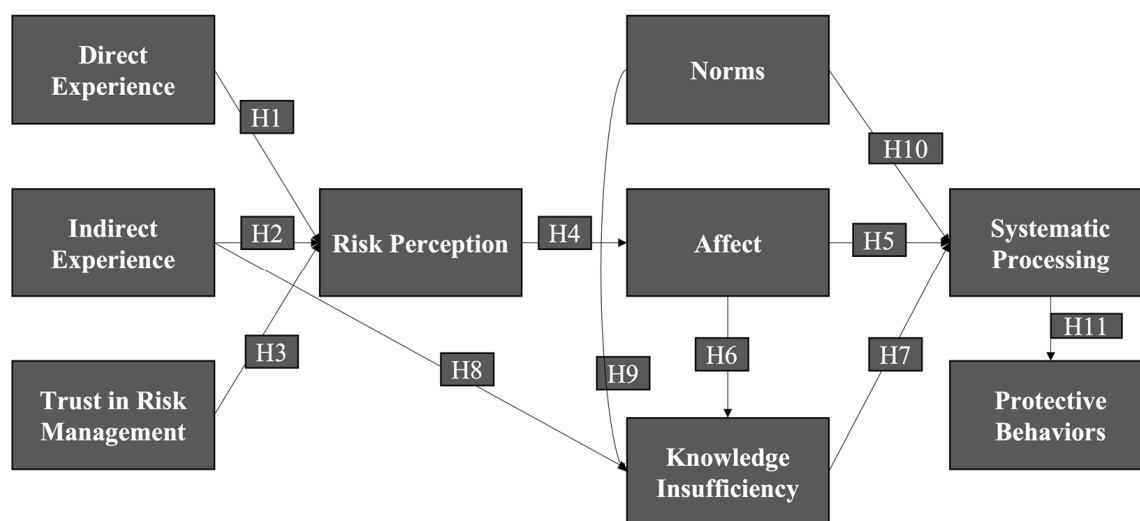 Direct
Experience
H1
Norms
H10
Indirect
Experience
H2
Risk Perception
H4
Affect
H5
Systematic
Processing
H3
H8
H9
H6
H7
H11
Trust in Risk
Management
Knowledge
Insufficiency
Protective
Behaviors